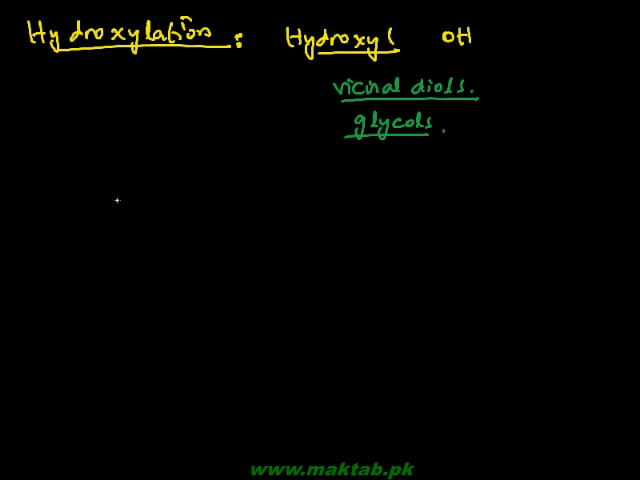 Hydroxylation : Hydroxyl OH
vicinal diols.
glycols.
www.maktab.pk